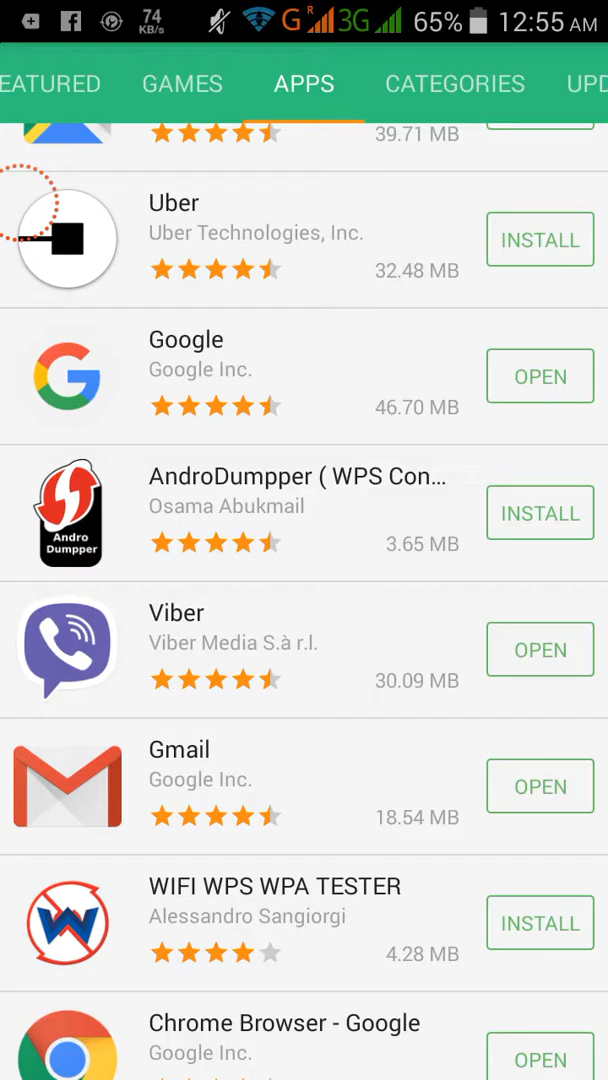 74
KB/s
G R 3G 65% 12:55 AM
EATURED GAMES APPS CATEGORIES UPD
39.71 MB
Uber
Uber Technologies, Inc.
32.48 MB
INSTALL
Google
Google Inc.
46.70 MB
OPEN
Andro
Dumpper
AndroDumpper ( WPS Con...
Osama Abukmail
3.65 MB
INSTALL
Viber
Viber Media S.à r.l.
30.09 MB
OPEN
Gmail
Google Inc.
18.54 MB
OPEN
WIFI WPS WPA TESTER
Alessandro Sangiorgi
4.28 MB
INSTALL
Chrome Browser - Google
Google Inc.
OPEN